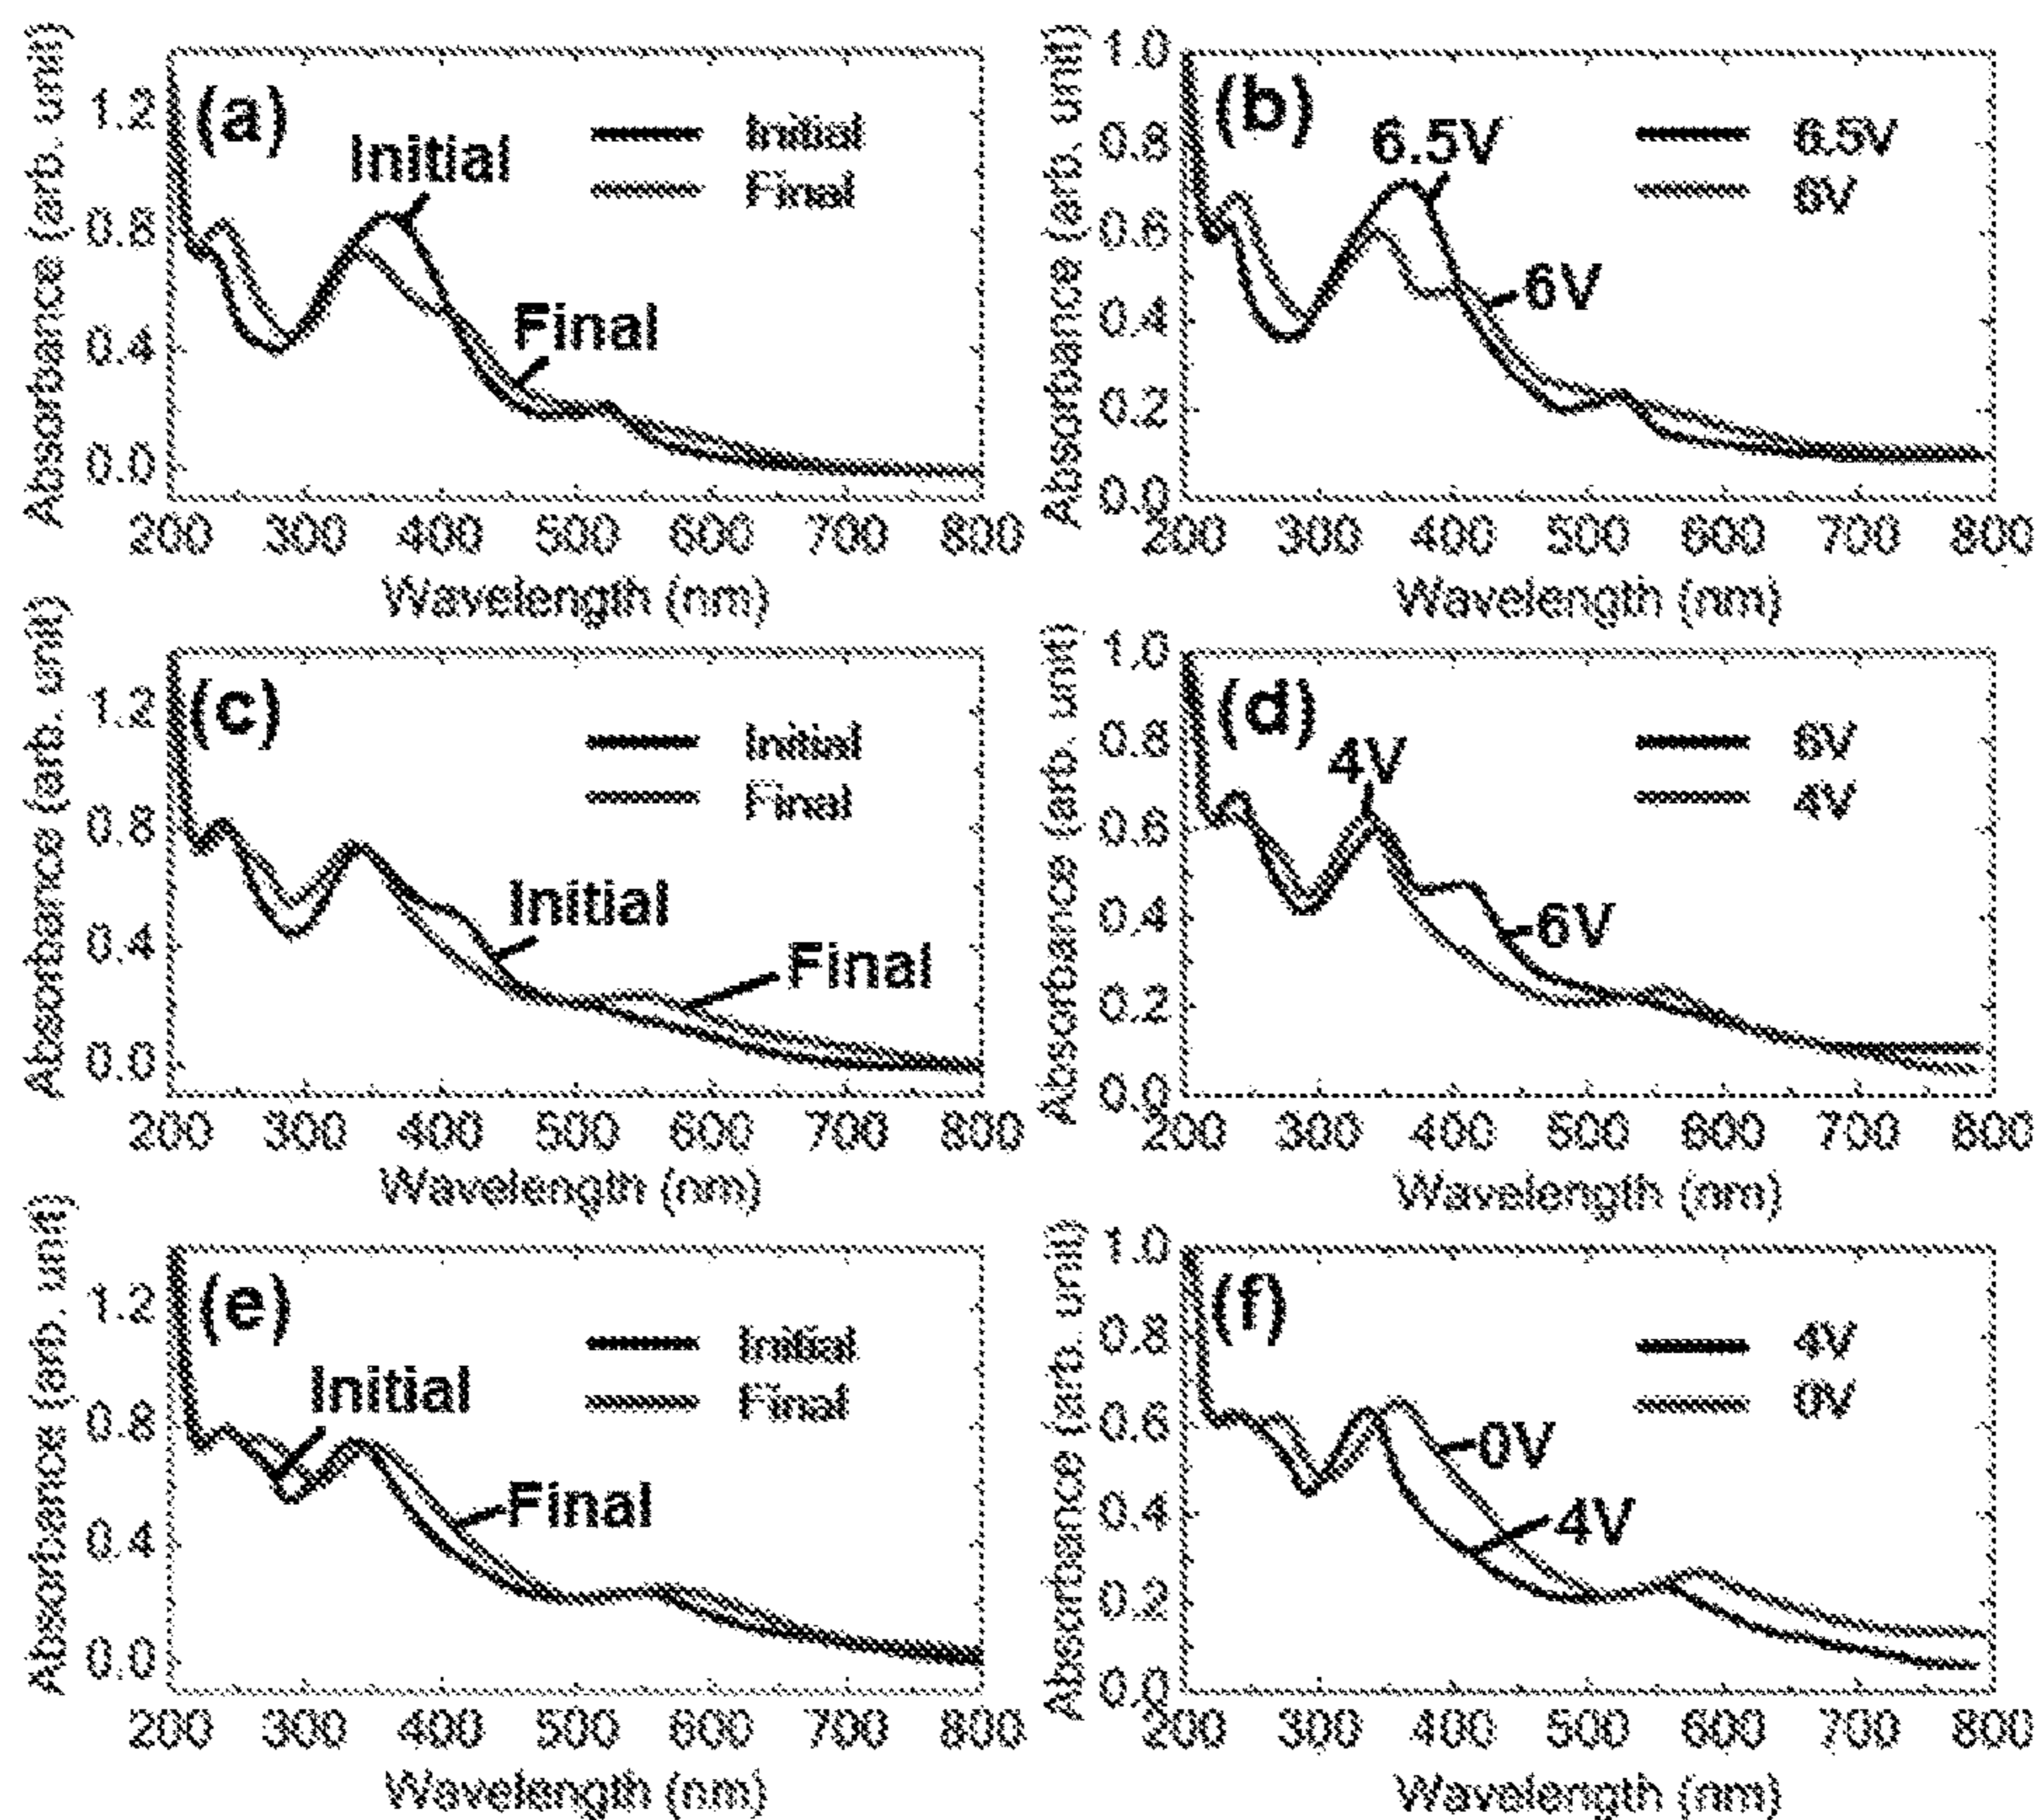 (a)
Absorbance (arb. unit)
1.2
0.8
0.4
0.0
Initial
Final
Initial
Final
200 300 400 500 600 700 800
Wavelength (nm)
(b)
Absorbance (arb. unit)
1.0
0.8
0.6
0.4
0.2
0.0
6.5V
6V
6.5V
6V
200 300 400 500 600 700 800
Wavelength (nm)
(c)
Absorbance (arb. unit)
1.2
0.8
0.4
0.0
Initial
Final
Initial
Final
200 300 400 500 600 700 800
Wavelength (nm)
(d)
Absorbance (arb. unit)
1.0
0.8
0.6
0.4
0.2
0.0
4V
6V
4V
6V
200 300 400 500 600 700 800
Wavelength (nm)
(e)
Absorbance (arb. unit)
1.2
0.8
0.4
0.0
Initial
Initial
Final
Final
200 300 400 500 600 700 800
Wavelength (nm)
(f)
Absorbance (arb. unit)
1.0
0.8
0.6
0.4
0.2
0.0
4V
0V
0V
4V
200 300 400 500 600 700 800
Wavelength (nm)